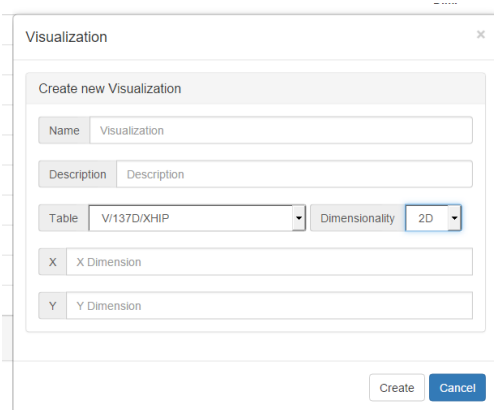 Visualization ×
Create new Visualization
Name Visualization
Description Description
Table V/137D/XHIP Dimensionality 2D
X X Dimension
Y Y Dimension
Create Cancel